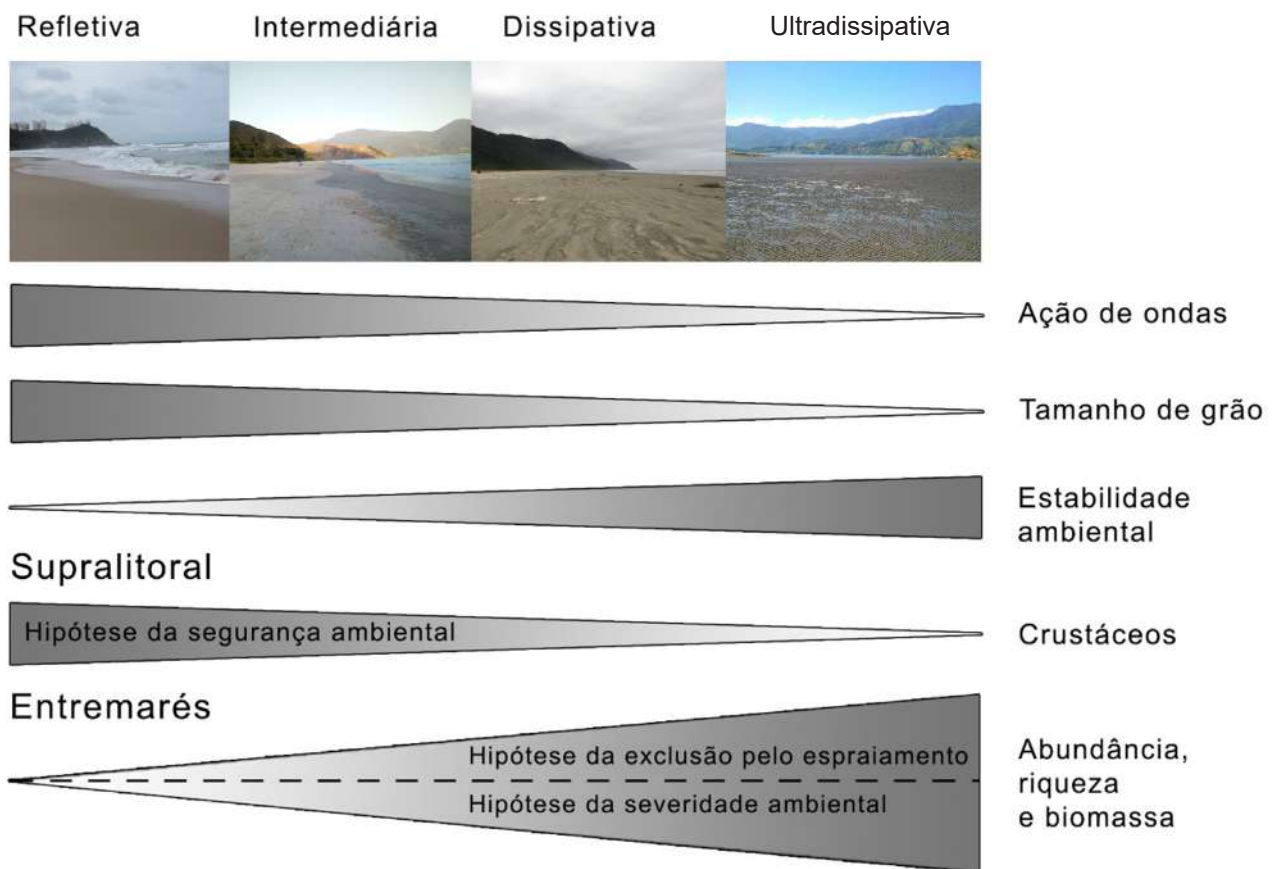 Refletiva Intermediária Dissipativa Ultradissipativa
Ação de ondas
Tamanho de grão
Estabilidade
ambiental
Supralitoral
Hipótese da segurança ambiental
Crustáceos
Entremarés
Hipótese da exclusão pelo espraiamento
Hipótese da severidade ambiental
Abundância,
riqueza
e biomassa